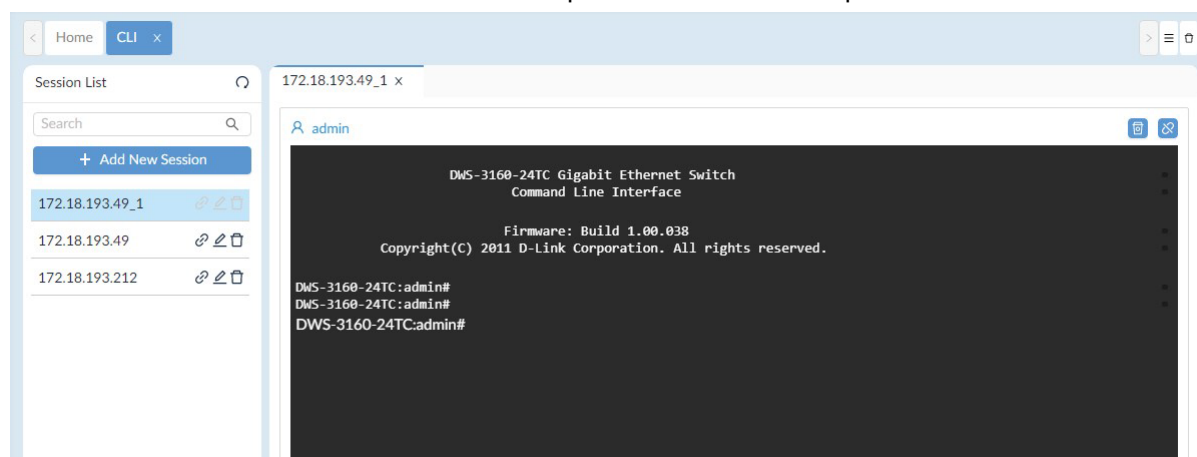 Home
CLI x
Session List
172.18.193.49_1 x
Search
admin
+ Add New Session
172.18.193.49_1
172.18.193.49
172.18.193.212
DWS-3160-24TC Gigabit Ethernet Switch
Command Line Interface
Firmware: Build 1.00.038
Copyright(C) 2011 D-Link Corporation. All rights reserved.
DWS-3160-24TC:admin#
DWS-3160-24TC:admin#
DWS-3160-24TC:admin#